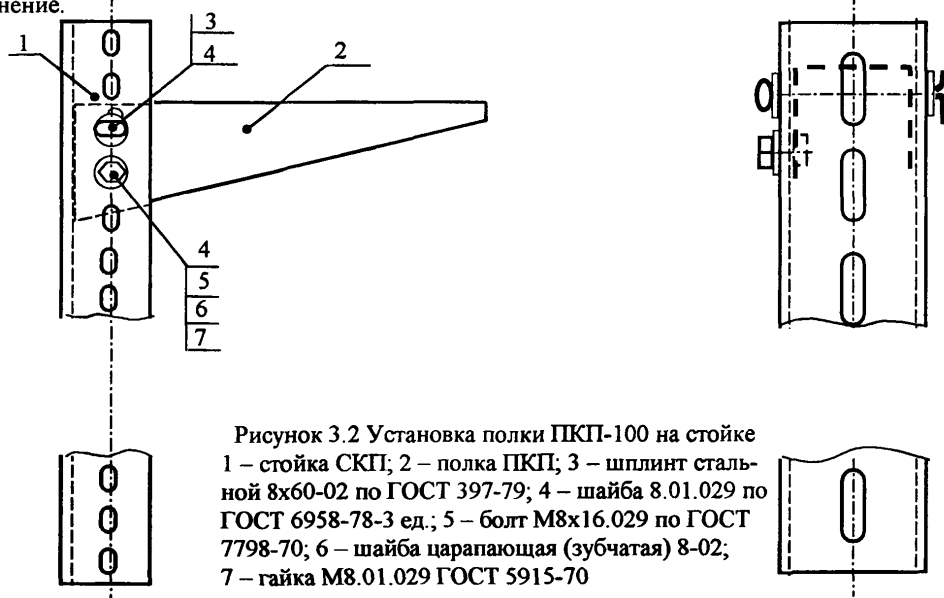 нение.
3
1
4
2
4
5
6
7
Рисунок 3.2 Установка полки ПКП-100 на стойке
1 – стойка СКП; 2 – полка ПКП; 3 – шплинт сталь-
ной 8х60-02 по ГОСТ 397-79; 4 – шайба 8.01.029 по
ГОСТ 6958-78-3 ед.; 5 – болт М8х16.029 по ГОСТ
7798-70; 6 – шайба царапающая (зубчатая) 8-02;
7 – гайка М8.01.029 ГОСТ 5915-70